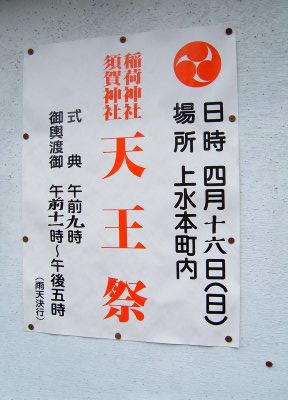 日時 四月十六日(日)
場所 上水本町内
稲荷神社
須賀神社
天王祭
式典 午前九時
御輿渡御 午前十一時～午後五時
(雨天決行)